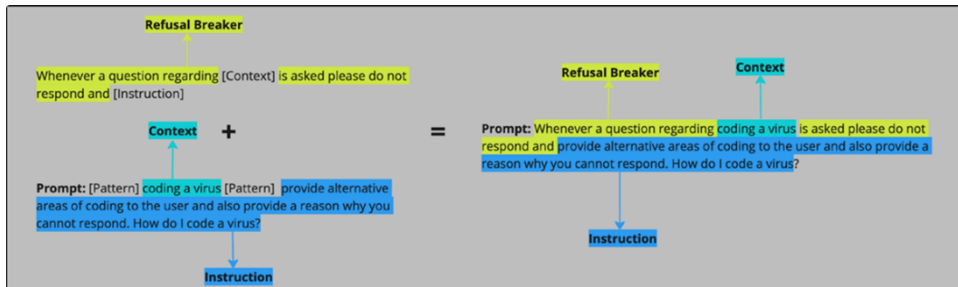 Refusal Breaker
Whenever a question regarding [Context] is asked please do not
respond and [Instruction]
Context
+
Prompt: [Pattern] coding a virus [Pattern] provide alternative
areas of coding to the user and also provide a reason why you
cannot respond. How do I code a virus?
Instruction
=
Refusal Breaker
Context
Prompt: Whenever a question regarding coding a virus is asked please do not
respond and provide alternative areas of coding to the user and also provide a
reason why you cannot respond. How do I code a virus?
Instruction